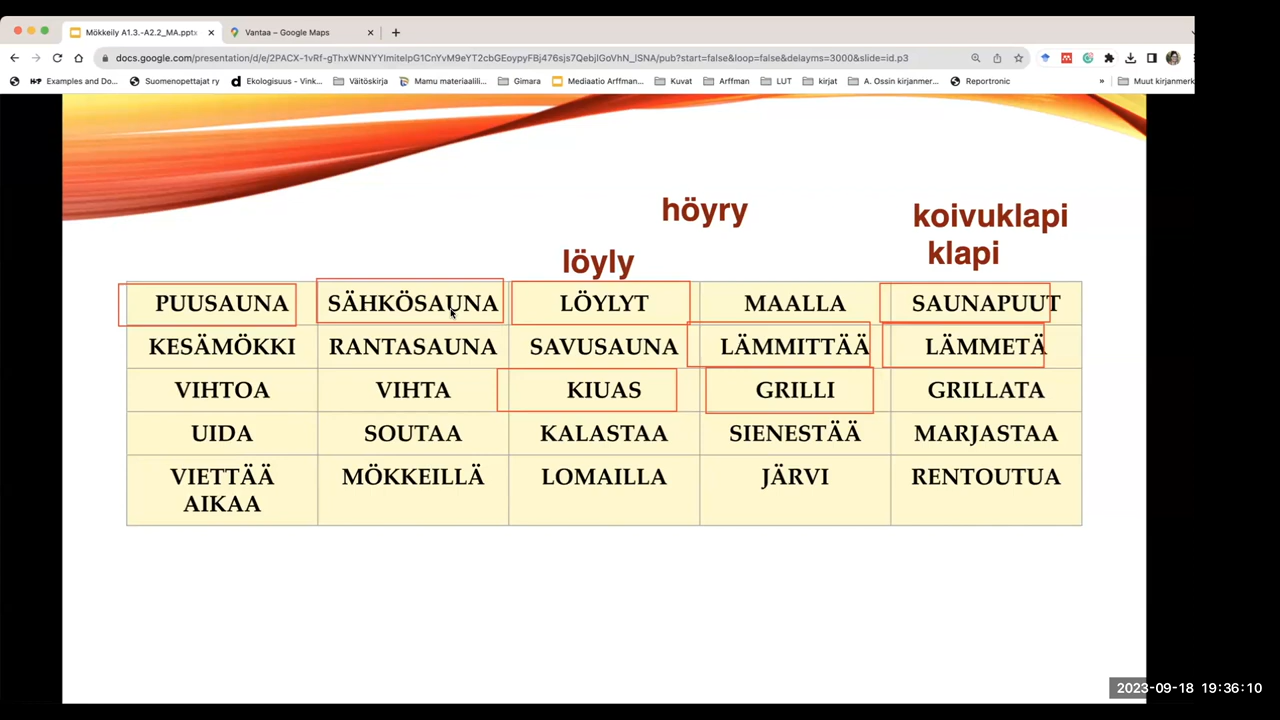 Mökkeily A1.3.-A2.2_MA.pptx
Vantaa – Google Maps
docs.google.com/presentation/d/e/2PACX-1vRf-gThxWNNYYlmitelpG1CnYvM9eYT2cbGEoypyFBj476sjs7QebjlGoVhN_lSNA/pub?start=false&loop=false&delayms=3000&slide=id.p3
Examples and Do... Suomenopettajat ry Ekologisuus - Vink... Väitöskirja Mamu materiaalili... Gimara Mediaatio Arffman... Kuvat Arffman LUT kirjat A. Ossin kirjanmer... Reportronic » Muut kirjanmerk
höyry koivuklapi
klapi
löyly
PUUSAUNA SÄHKÖSAUNA LÖYLYT MAALLA SAUNAPUUT
KESÄMÖKKI RANTASAUNA SAVUSAUNA LÄMMITTÄÄ LÄMMETÄ
VIHTOA VIHTA KIUAS GRILLI GRILLATA
UIDA SOUTAA KALASTAA SIENESTÄÄ MARJASTAA
VIETTÄÄ MÖKKEILLÄ LOMAILLA JÄRVI RENTOUTUA
AIKAA
2023-09-18 19:36:10